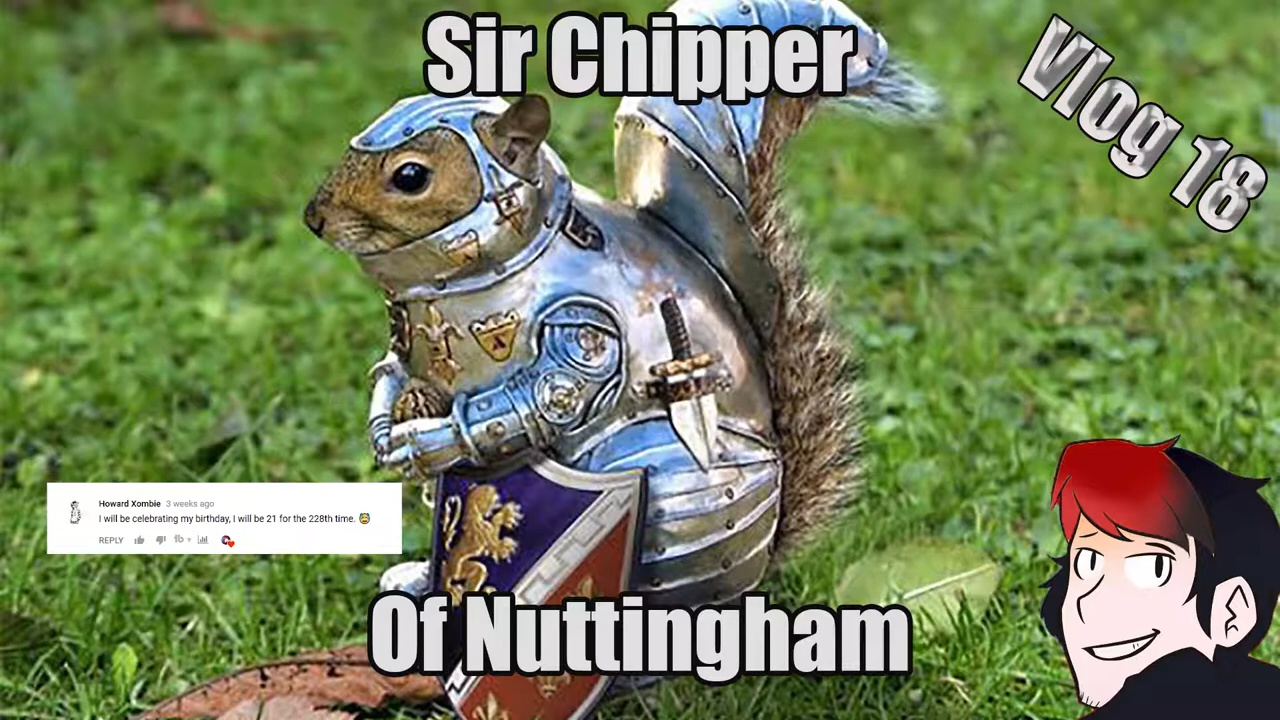 Sir Chipper
Vlog 18
Howard Xombie 3 weeks ago
I will be celebrating my birthday, I will be 21 for the 228th time. 😇
REPLY
Of Nuttingham